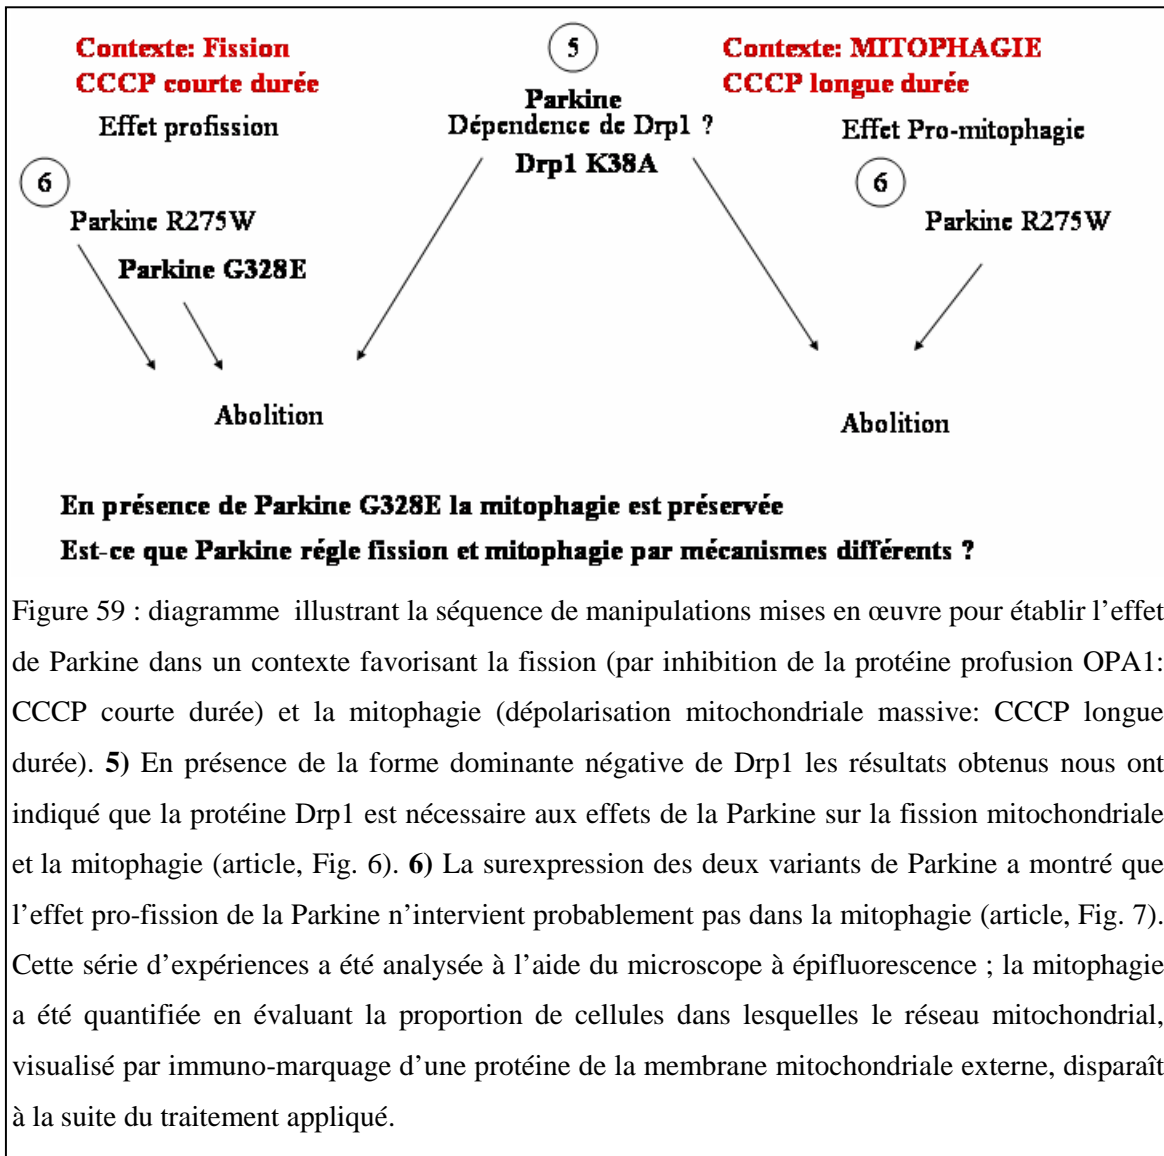 Contexte: Fission
CCCP courte durée
Effet profission
6
Parkine R275W
Parkine G328E
Abolition
5
Parkine
Dépendence de Drp1 ?
Drp1 K38A
Contexte: MITOPHAGIE
CCCP longue durée
Effet Pro-mitophagie
6
Parkine R275W
Abolition
En présence de Parkine G328E la mitophagie est préservée
Est-ce que Parkine régle fission et mitophagie par mécanismes différents ?
Figure 59 : diagramme illustrant la séquence de manipulations mises en œuvre pour établir l’effet
de Parkine dans un contexte favorisant la fission (par inhibition de la protéine profusion OPA1:
CCCP courte durée) et la mitophagie (dépolarisation mitochondriale massive: CCCP longue
durée). 5) En présence de la forme dominante négative de Drp1 les résultats obtenus nous ont
indiqué que la protéine Drp1 est nécessaire aux effets de la Parkine sur la fission mitochondriale
et la mitophagie (article, Fig. 6). 6) La surexpression des deux variants de Parkine a montré que
l’effet pro-fission de la Parkine n’intervient probablement pas dans la mitophagie (article, Fig. 7).
Cette série d’expériences a été analysée à l’aide du microscope à épifluorescence ; la mitophagie
a été quantifiée en évaluant la proportion de cellules dans lesquelles le réseau mitochondrial,
visualisé par immuno-marquage d’une protéine de la membrane mitochondriale externe, disparaît
à la suite du traitement appliqué.